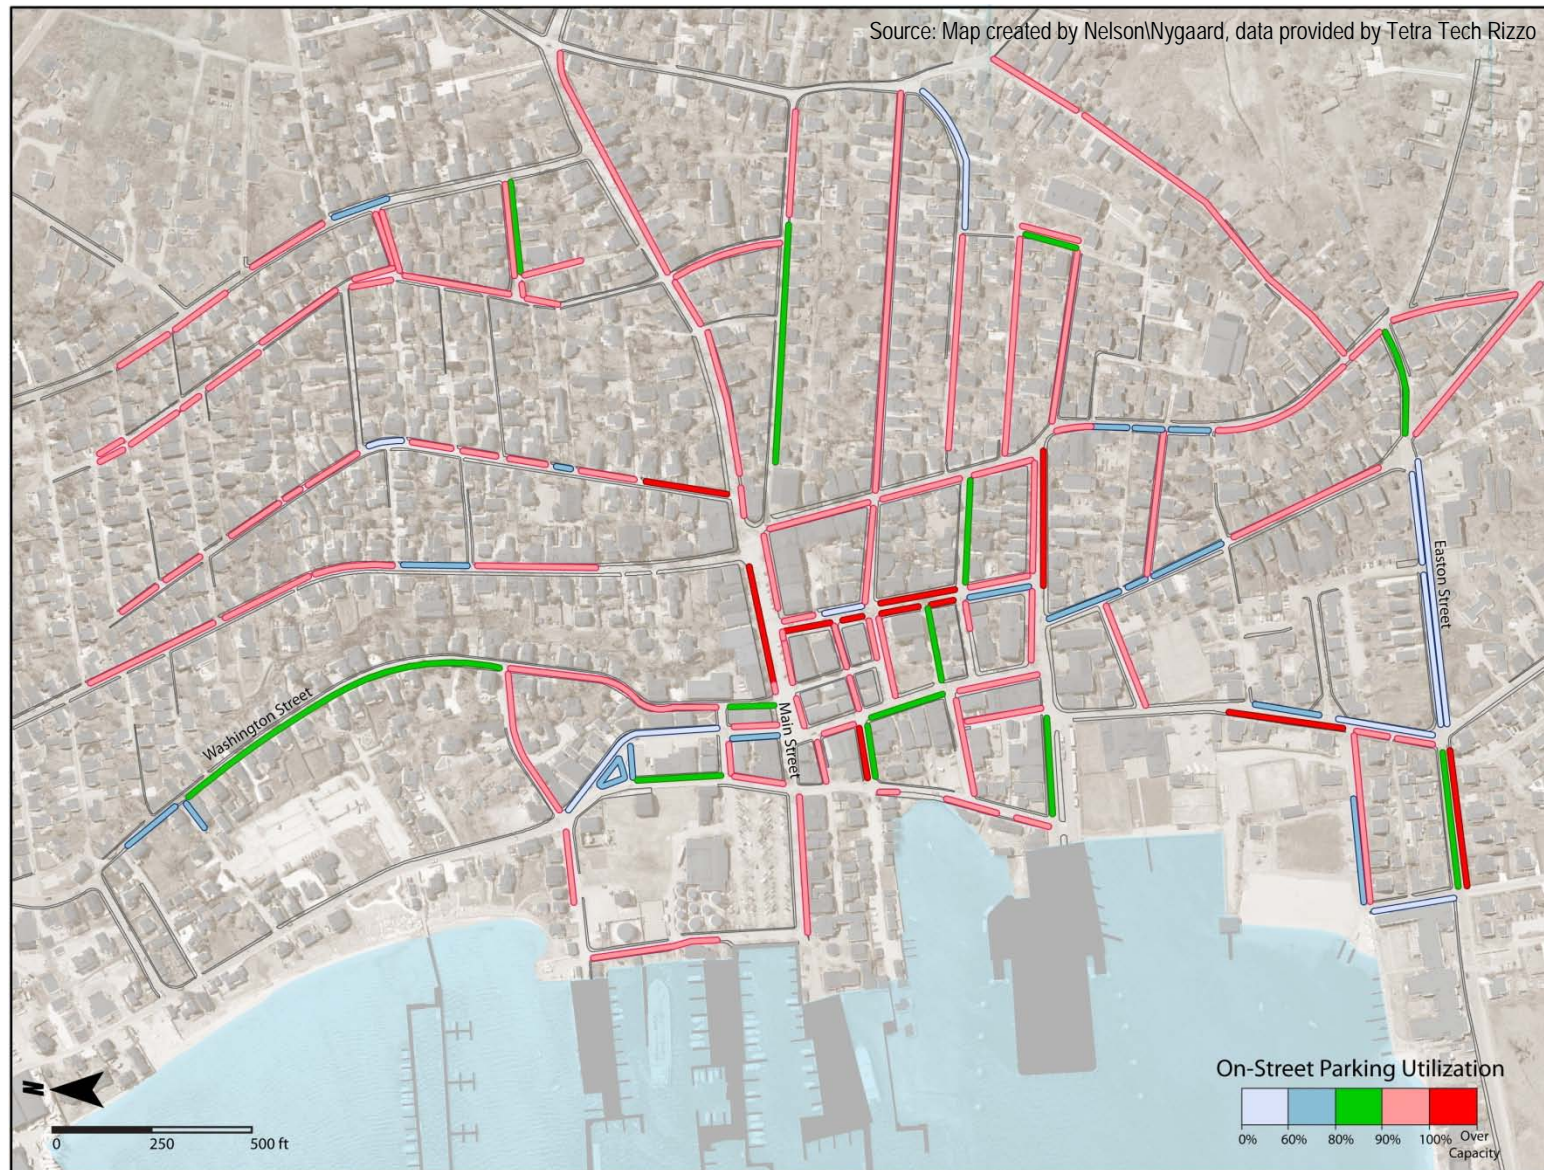 Source: Map created by Nelson\Nygaard, data provided by Tetra Tech Rizzo
Easton Street
Washington Street
Main Street
N
0 250 500 ft
On-Street Parking Utilization
0% 60% 80% 90% 100% Over
Capacity